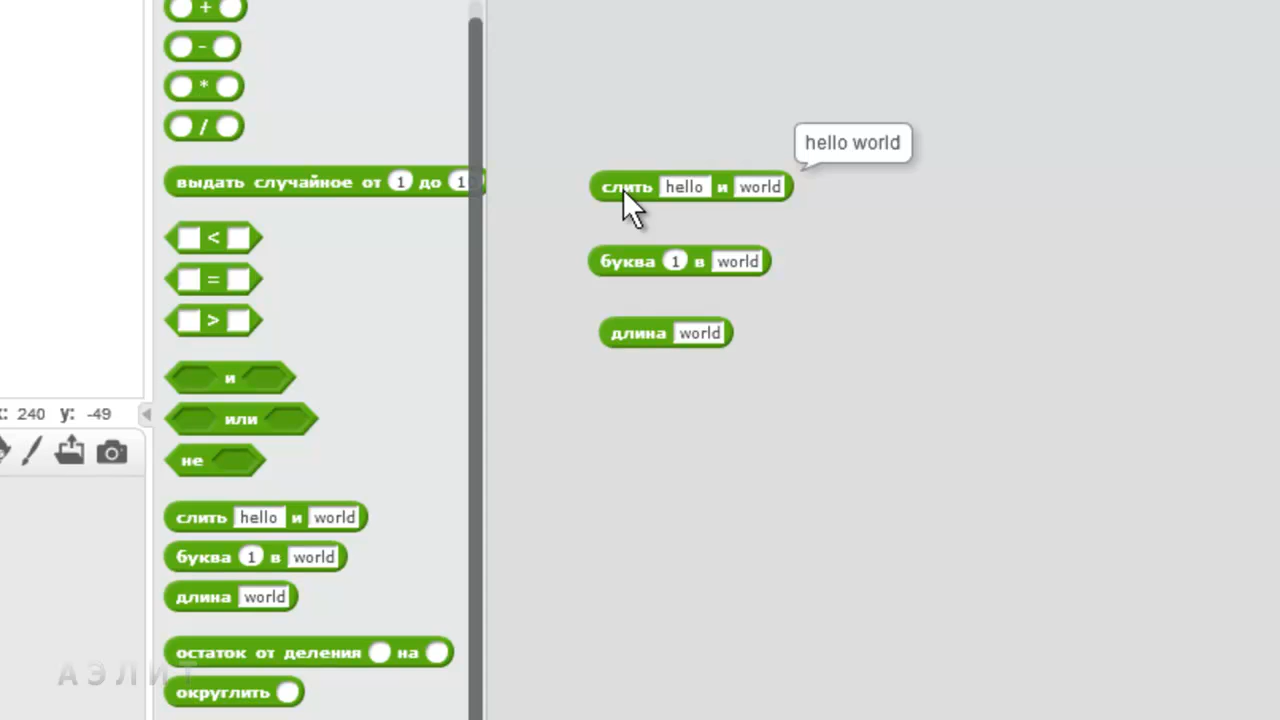 +
-
*
/
выдать случайное от 1 до 1
<
=
>
и
или
не
слить hello и world
буква 1 в world
длина world
остаток от деления на
округлить
hello world
слить hello и world
буква 1 в world
длина world
x: 240 y: -49
АЭЛИТ